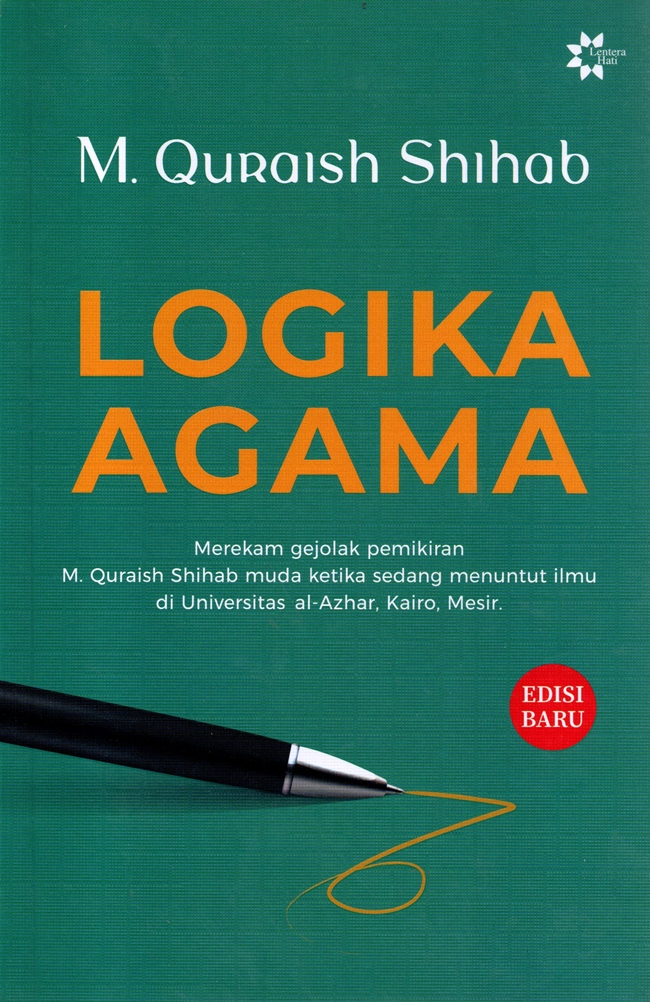 Lentera
Hati
M. Quraish Shihab
LOGIKA
AGAMA
Merekam gejolak pemikiran
M. Quraish Shihab muda ketika sedang menuntut ilmu
di Universitas al-Azhar, Kairo, Mesir.
EDISI
BARU